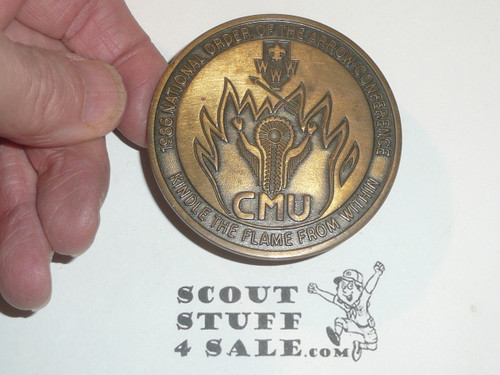 1986 NATIONAL ORDER OF THE ARROW CONFERENCE
WWW
CMU
KINDLE THE FLAME FROM WITHIN
SCOUT
STUFF
4 SALE.COM